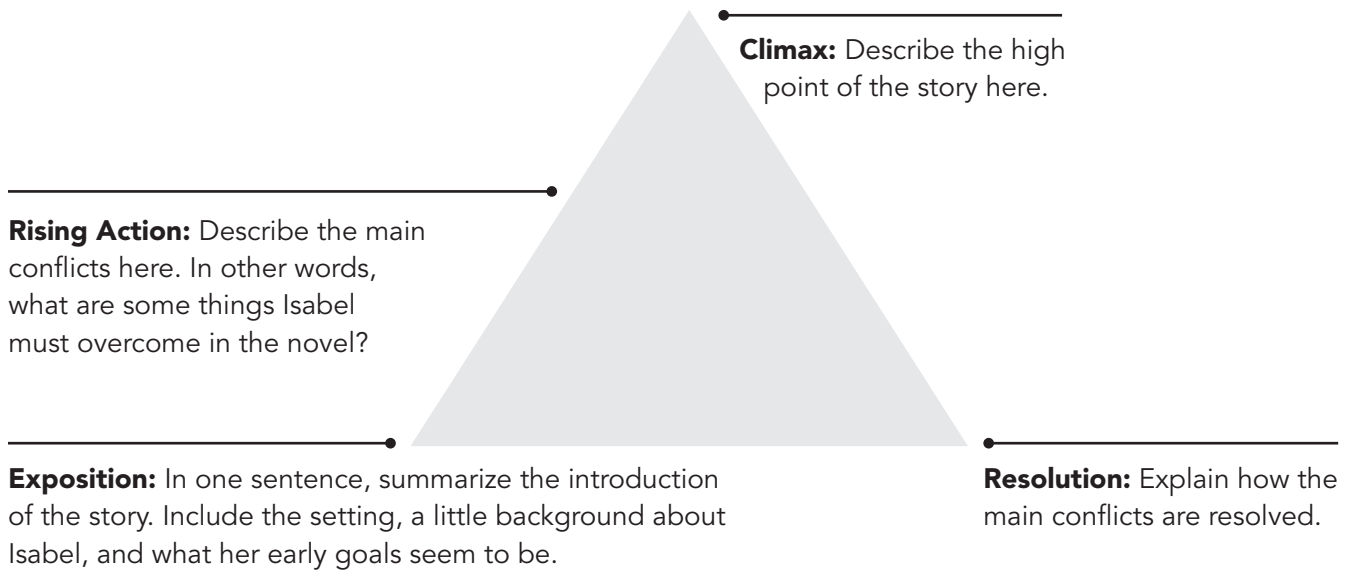 Climax: Describe the high
point of the story here.
Rising Action: Describe the main
conflicts here. In other words,
what are some things Isabel
must overcome in the novel?
Exposition: In one sentence, summarize the introduction
of the story. Include the setting, a little background about
Isabel, and what her early goals seem to be.
Resolution: Explain how the
main conflicts are resolved.